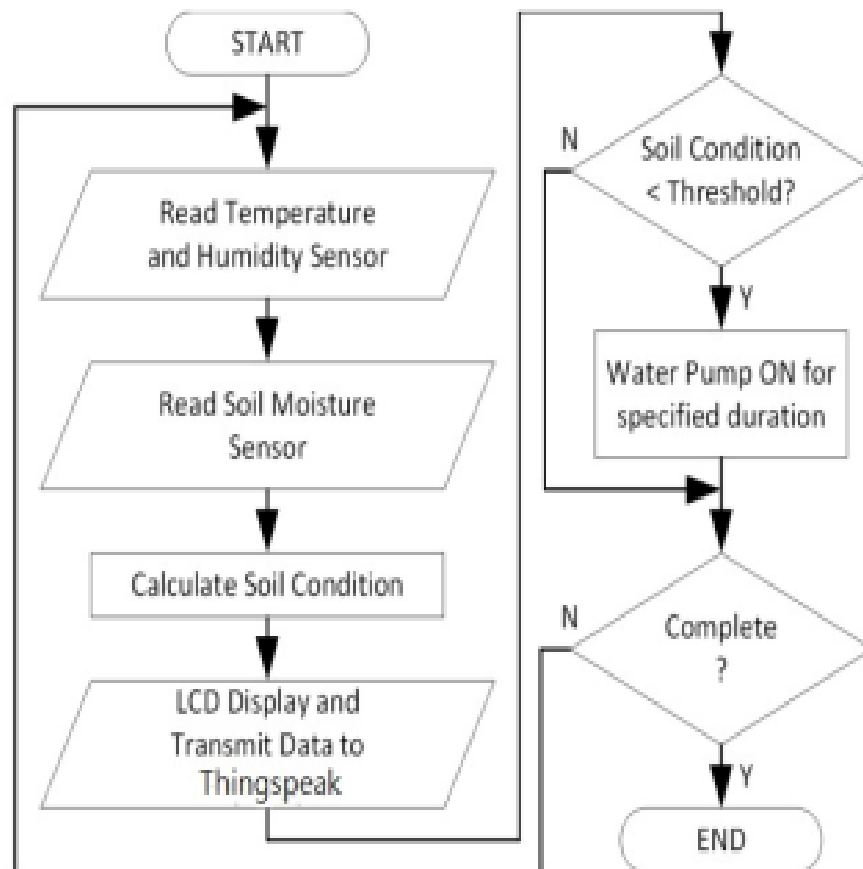 START
Read Temperature
and Humidity Sensor
Read Soil Moisture
Sensor
Calculate Soil Condition
LCD Display and
Transmit Data to
Thingspeak
Soil Condition
< Threshold?
N
Y
Water Pump ON for
specified duration
Complete
?
N
Y
END